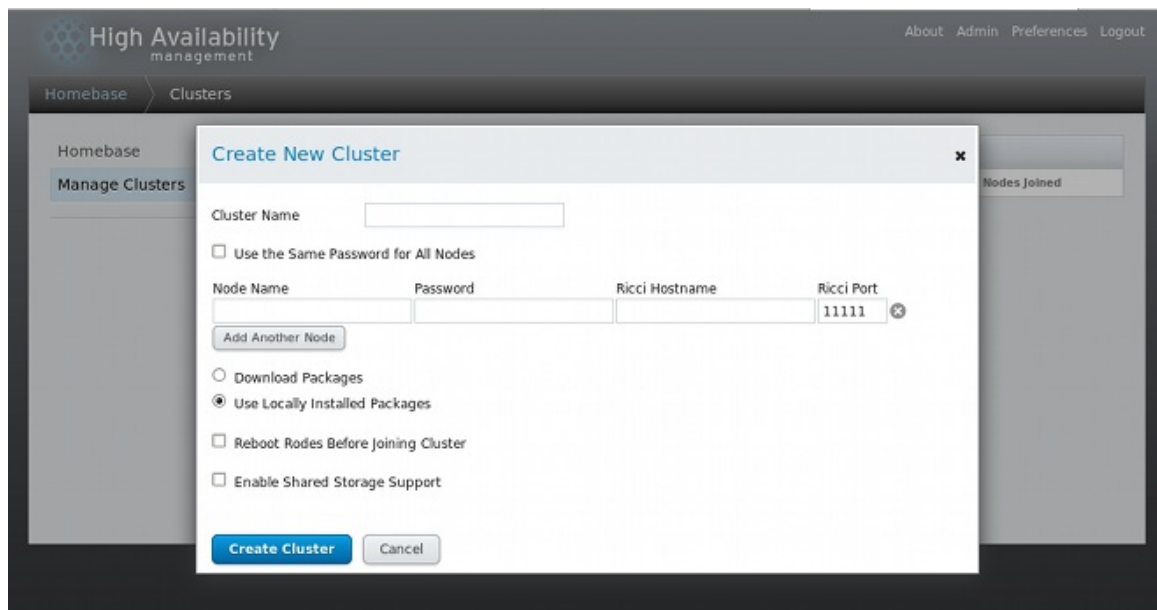 High Availability
management
About Admin Preferences Logout
Homebase Clusters
Homebase
Manage Clusters
Nodes Joined
Create New Cluster
Cluster Name
Use the Same Password for All Nodes
Node Name Password Ricci Hostname Ricci Port
11111
Add Another Node
Download Packages
Use Locally Installed Packages
Reboot Rodes Before Joining Cluster
Enable Shared Storage Support
Create Cluster Cancel